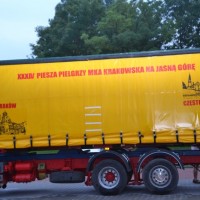 XXXIV PIESZA PIELGRZYMKA KRAKOWSKA NA JASNĄ GÓRĘ